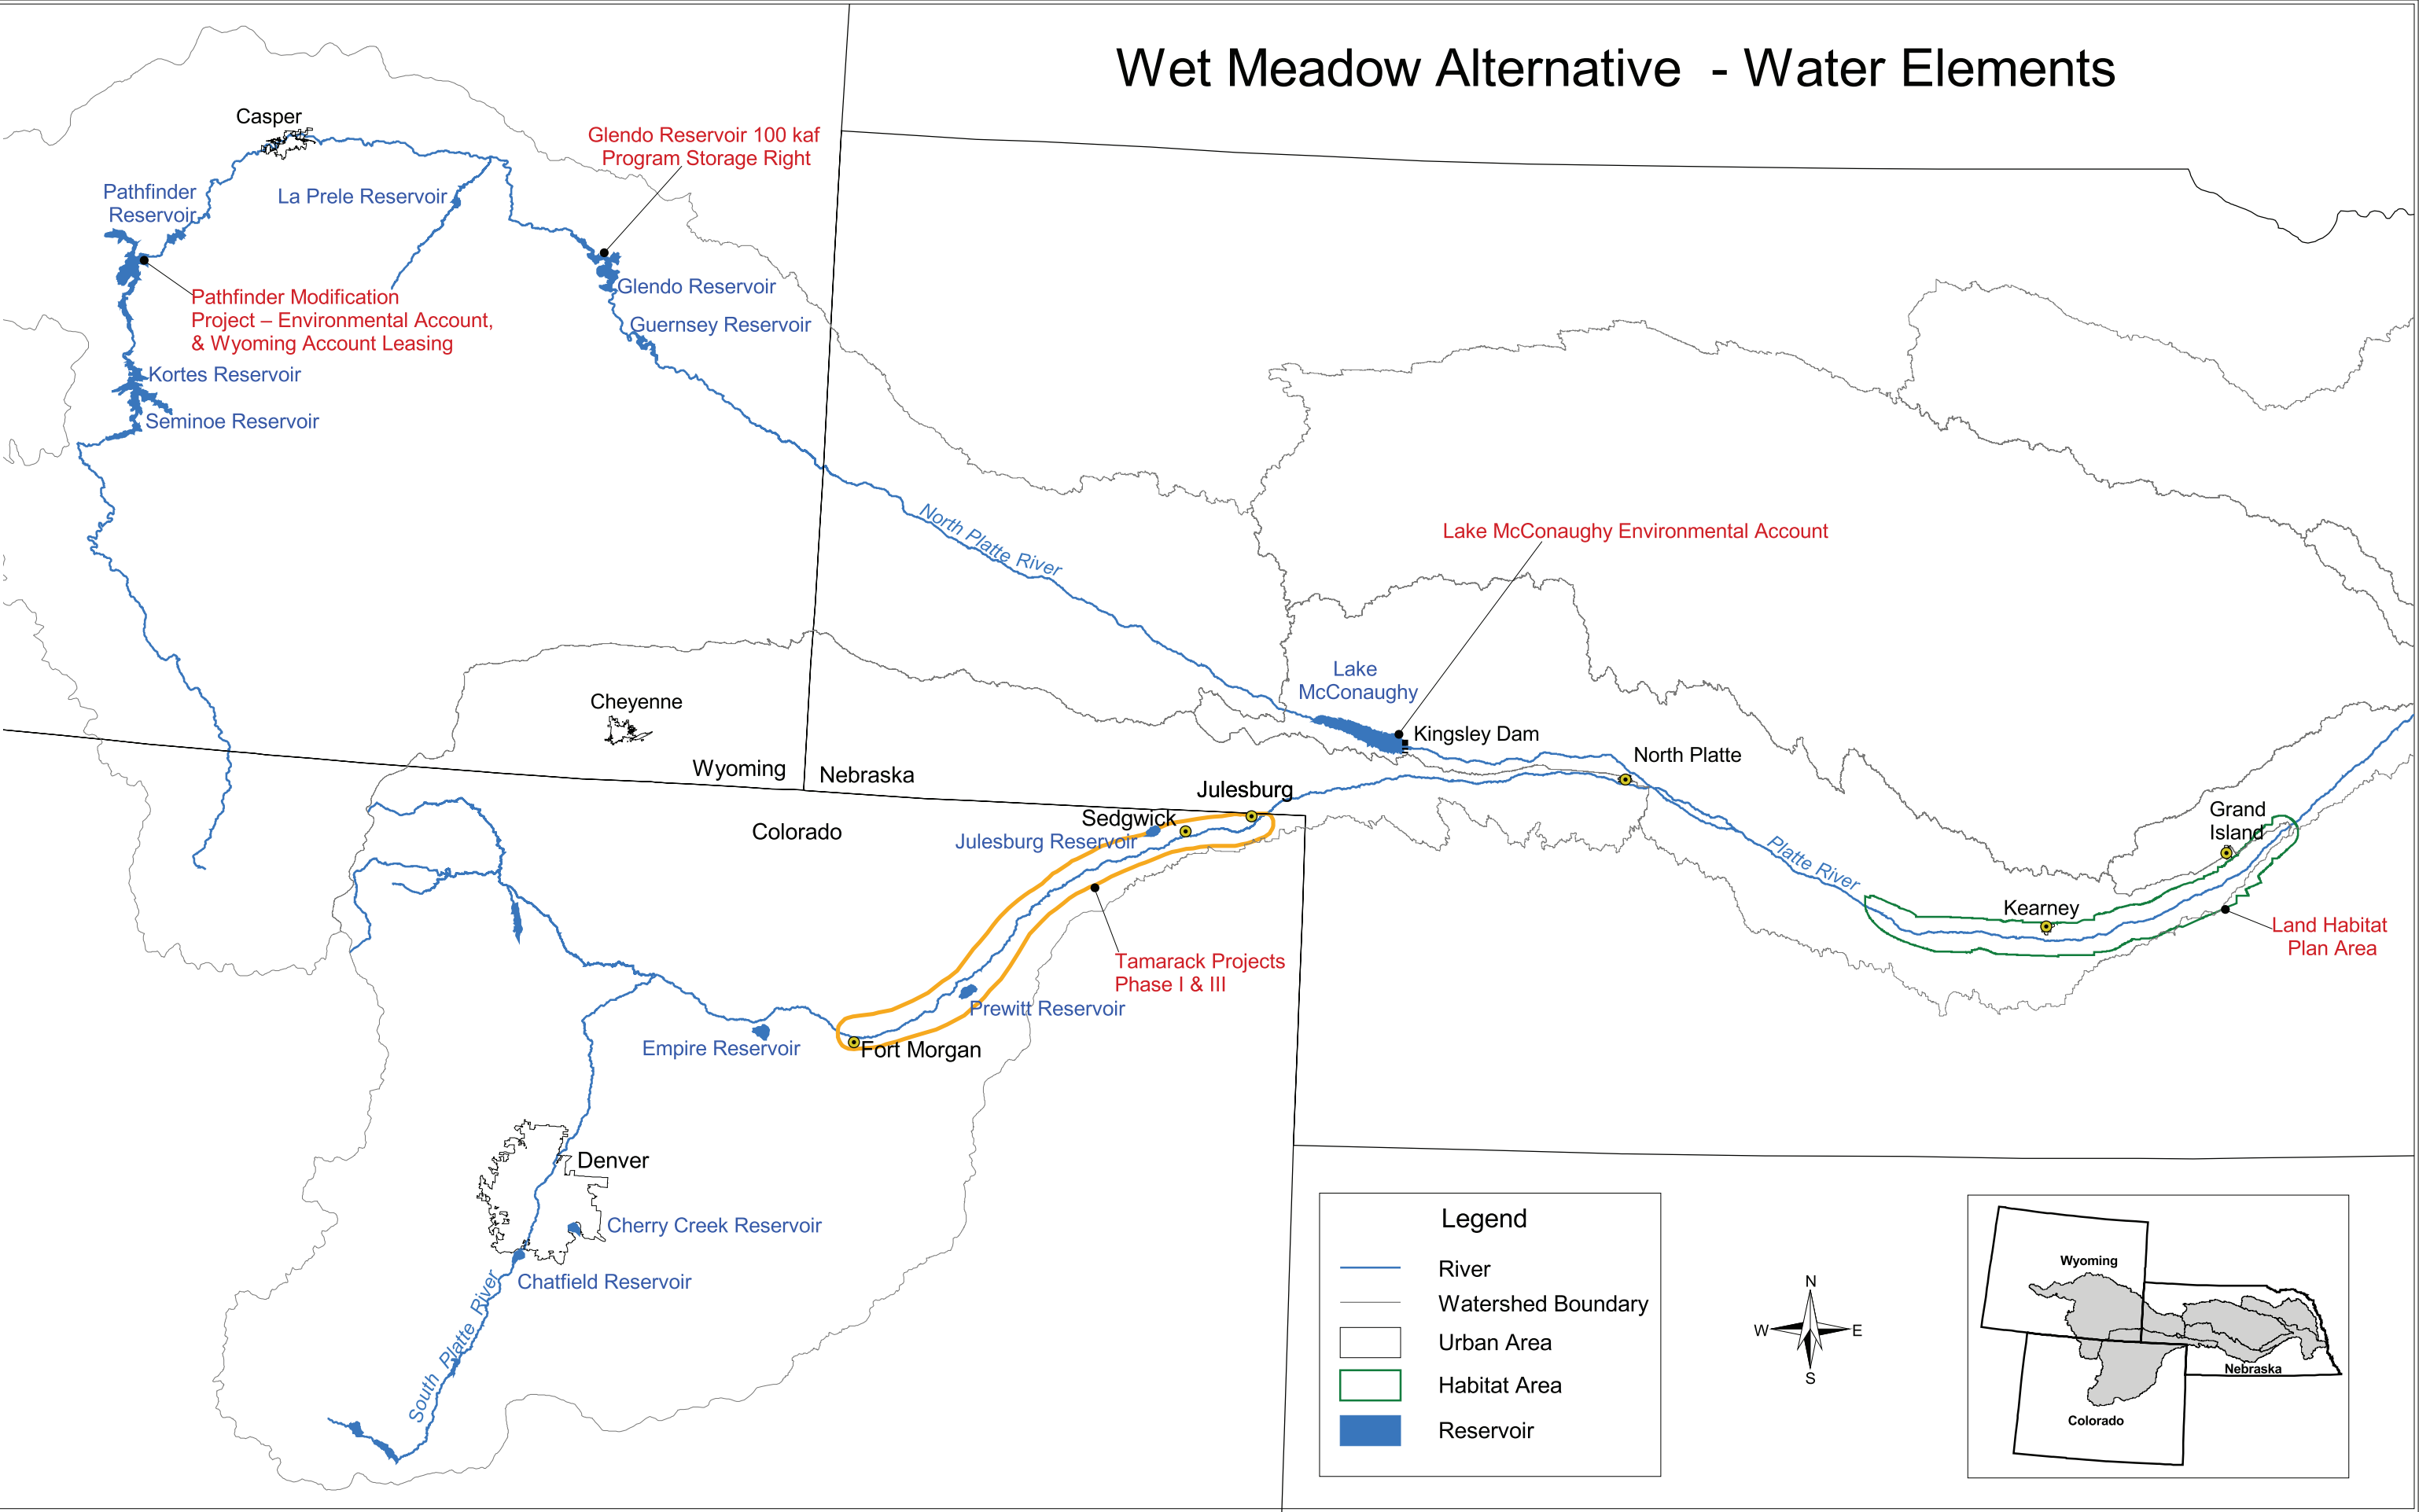 Wet Meadow Alternative - Water Elements
Casper
Glendo Reservoir 100 kaf
Program Storage Right
Pathfinder
Reservoir
La Prele Reservoir
Glendo Reservoir
Pathfinder Modification
Project – Environmental Account,
& Wyoming Account Leasing
Guernsey Reservoir
Kortes Reservoir
Seminoe Reservoir
North Platte River
Lake McConaughy Environmental Account
Lake
McConaughy
Cheyenne
Kingsley Dam
North Platte
Wyoming
Nebraska
Julesburg
Sedgwick
Colorado
Julesburg Reservoir
Platte River
Grand
Island
Kearney
Land Habitat
Plan Area
Tamarack Projects
Phase I & III
Prewitt Reservoir
Empire Reservoir
Fort Morgan
Denver
Cherry Creek Reservoir
Chatfield Reservoir
South Platte River
Legend
River
Watershed Boundary
Urban Area
Habitat Area
Reservoir
N
W
E
S
Wyoming
Nebraska
Colorado